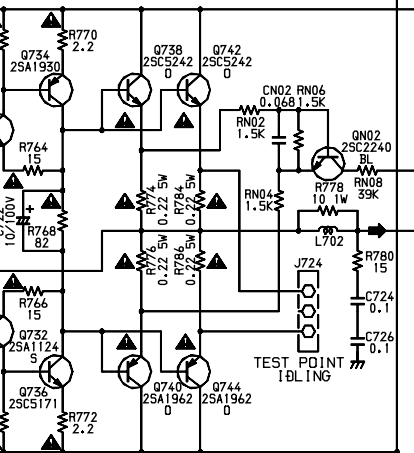 R770
2.2
Q734
2SA1930
Q738
2SC5242
O
Q742
2SC5242
O
CN02
0.068
RN06
1.5K
RN02
1.5K
QN02
2SC2240
BL
RN08
39K
R764
15
10/100V
R768
82
R774
0.22 5W
R784
0.22 5W
RN04
1.5K
R778
10 1W
L702
R776
0.22 5W
R786
0.22 5W
R780
15
J724
C724
0.1
C726
0.1
TEST POINT
IDLING
R766
15
Q732
2SA1124
S
Q736
2SC5171
R772
2.2
Q740
2SA1962
O
Q744
2SA1962
O